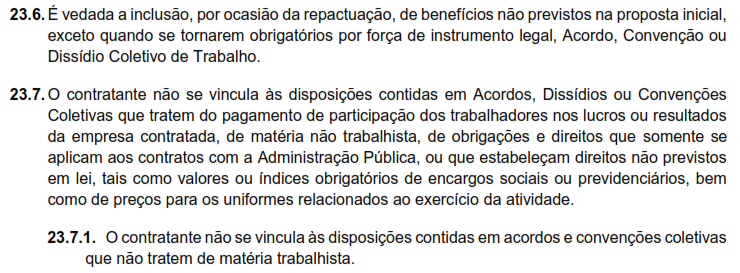 23.6. É vedada a inclusão, por ocasião da repactuação, de benefícios não previstos na proposta inicial,
exceto quando se tornarem obrigatórios por força de instrumento legal, Acordo, Convenção ou
Dissídio Coletivo de Trabalho.
23.7. O contratante não se vincula às disposições contidas em Acordos, Dissídios ou Convenções
Coletivas que tratem do pagamento de participação dos trabalhadores nos lucros ou resultados
da empresa contratada, de matéria não trabalhista, de obrigações e direitos que somente se
aplicam aos contratos com a Administração Pública, ou que estabeleçam direitos não previstos
em lei, tais como valores ou índices obrigatórios de encargos sociais ou previdenciários, bem
como de preços para os uniformes relacionados ao exercício da atividade.
23.7.1. O contratante não se vincula às disposições contidas em acordos e convenções coletivas
que não tratem de matéria trabalhista.